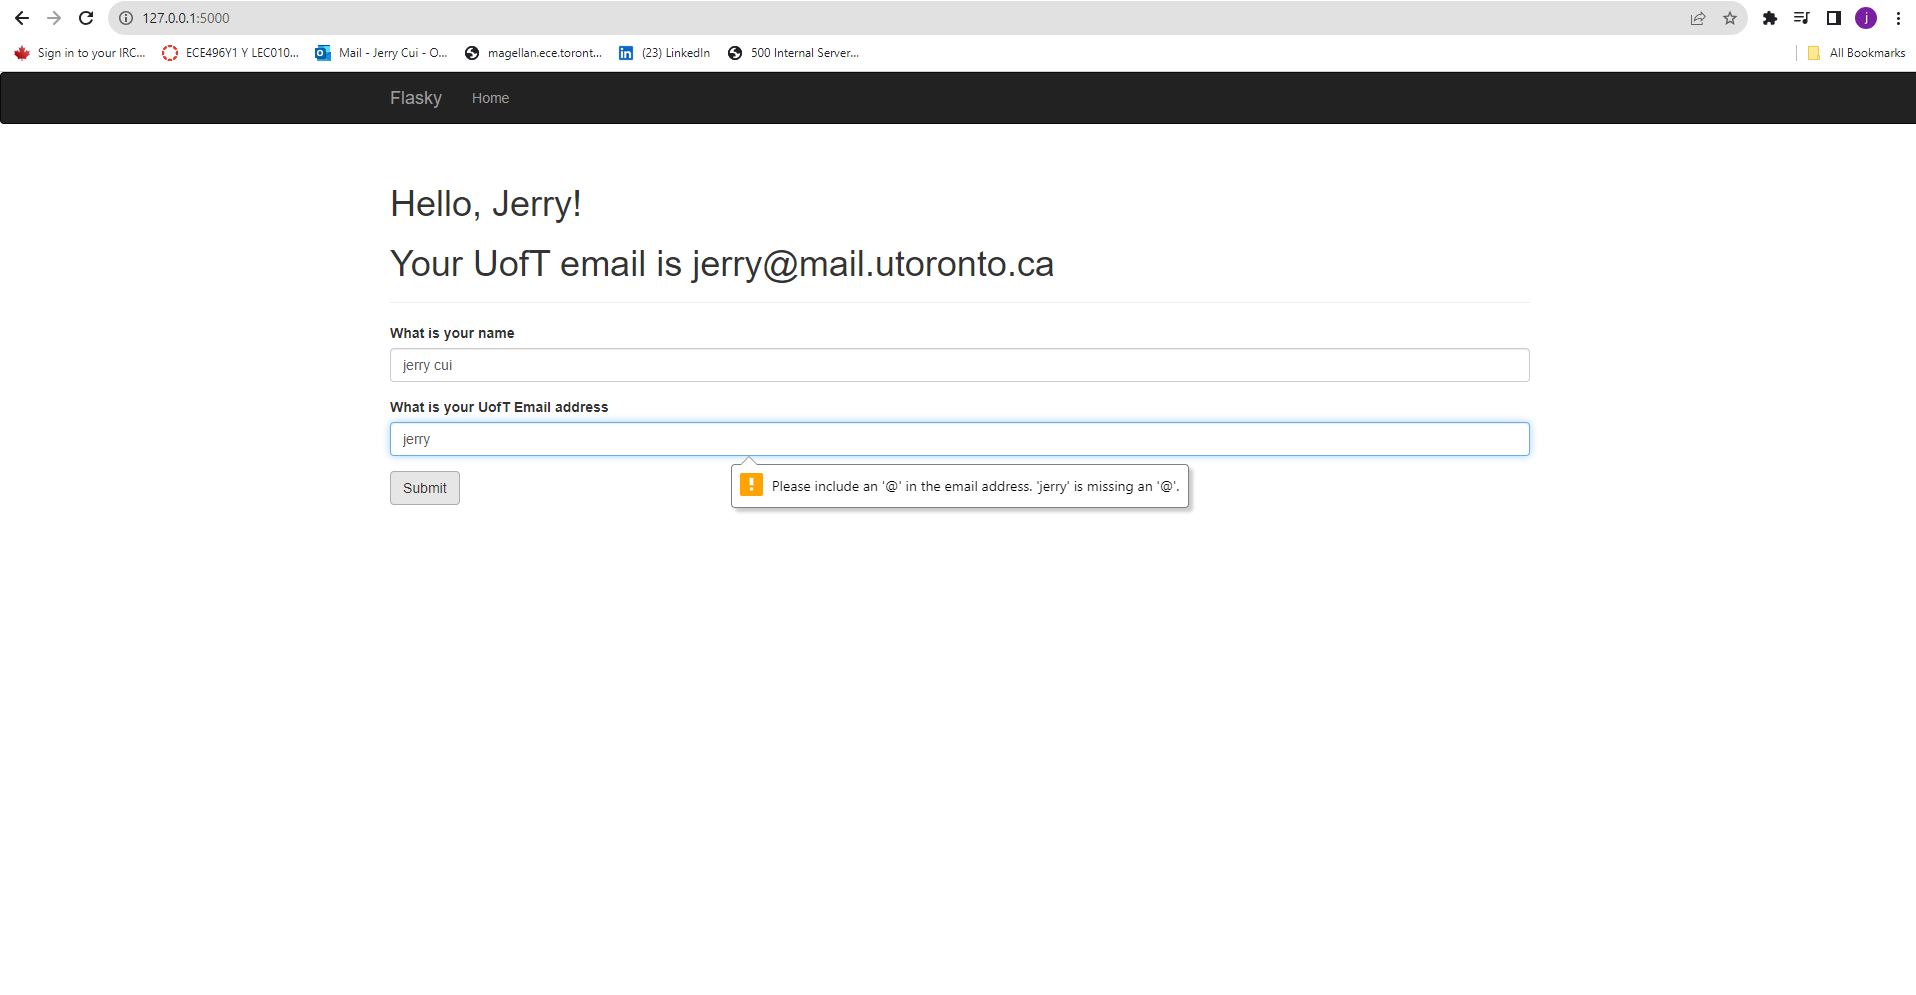 127.0.0.1:5000
j
Sign in to your IRC... ECE496Y1 Y LEC010... Mail - Jerry Cui - O... magellan.ece.toront... (23) LinkedIn 500 Internal Server... All Bookmarks
Flasky Home
Hello, Jerry!
Your UofT email is jerry@mail.utoronto.ca
What is your name
jerry cui
What is your UofT Email address
jerry
Submit
Please include an '@' in the email address. 'jerry' is missing an '@'.